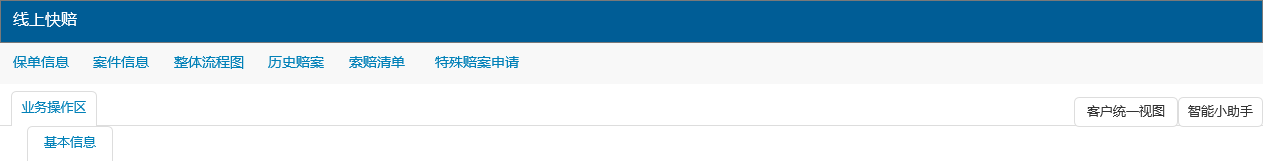 线上快赔
保单信息 案件信息 整体流程图 历史赔案 索赔清单 特殊赔案申请
业务操作区 客户统一视图 智能小助手
基本信息